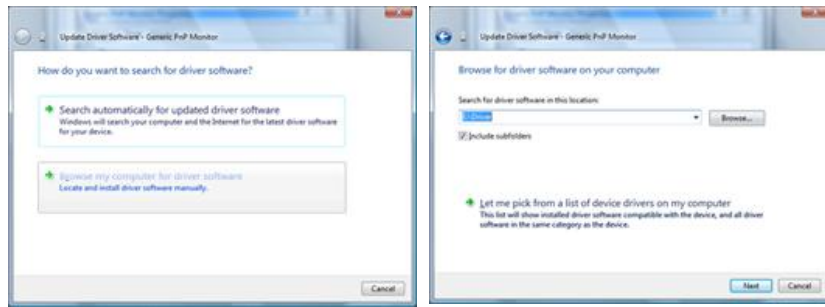 Update Driver Software - Generic PnP Monitor
How do you want to search for driver software?
Search automatically for updated driver software
Windows will search your computer and the Internet for the latest driver software
for your device.
Browse my computer for driver software
Locate and install driver software manually.
Cancel
Update Driver Software - Generic PnP Monitor
Browse for driver software on your computer
Search for driver software in this location:
Browse...
Include subfolders
Let me pick from a list of device drivers on my computer
This list will show installed driver software compatible with the device, and all driver
software in the same category as the device.
Next
Cancel